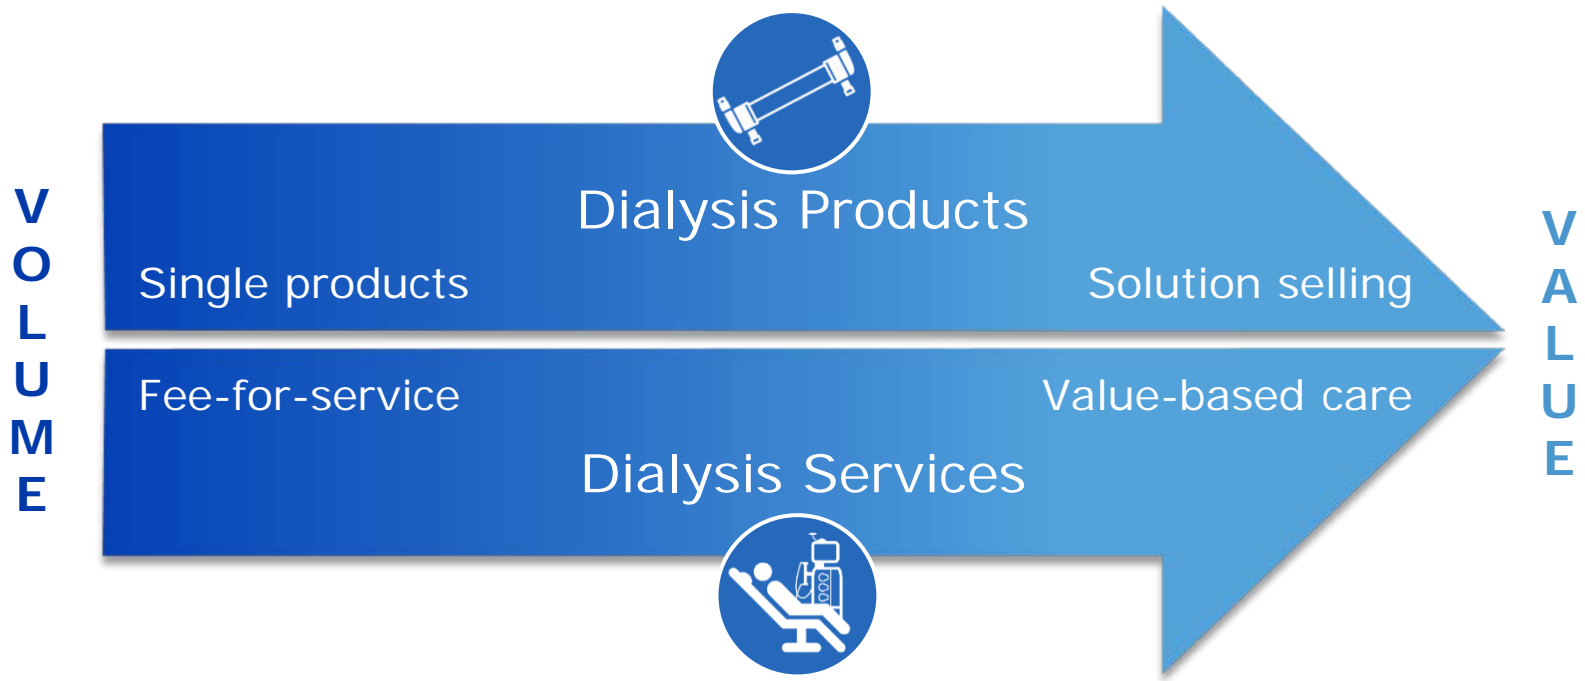 VOLUME
Dialysis Products
Single products
Solution selling
Fee-for-service
Value-based care
Dialysis Services
VALUE